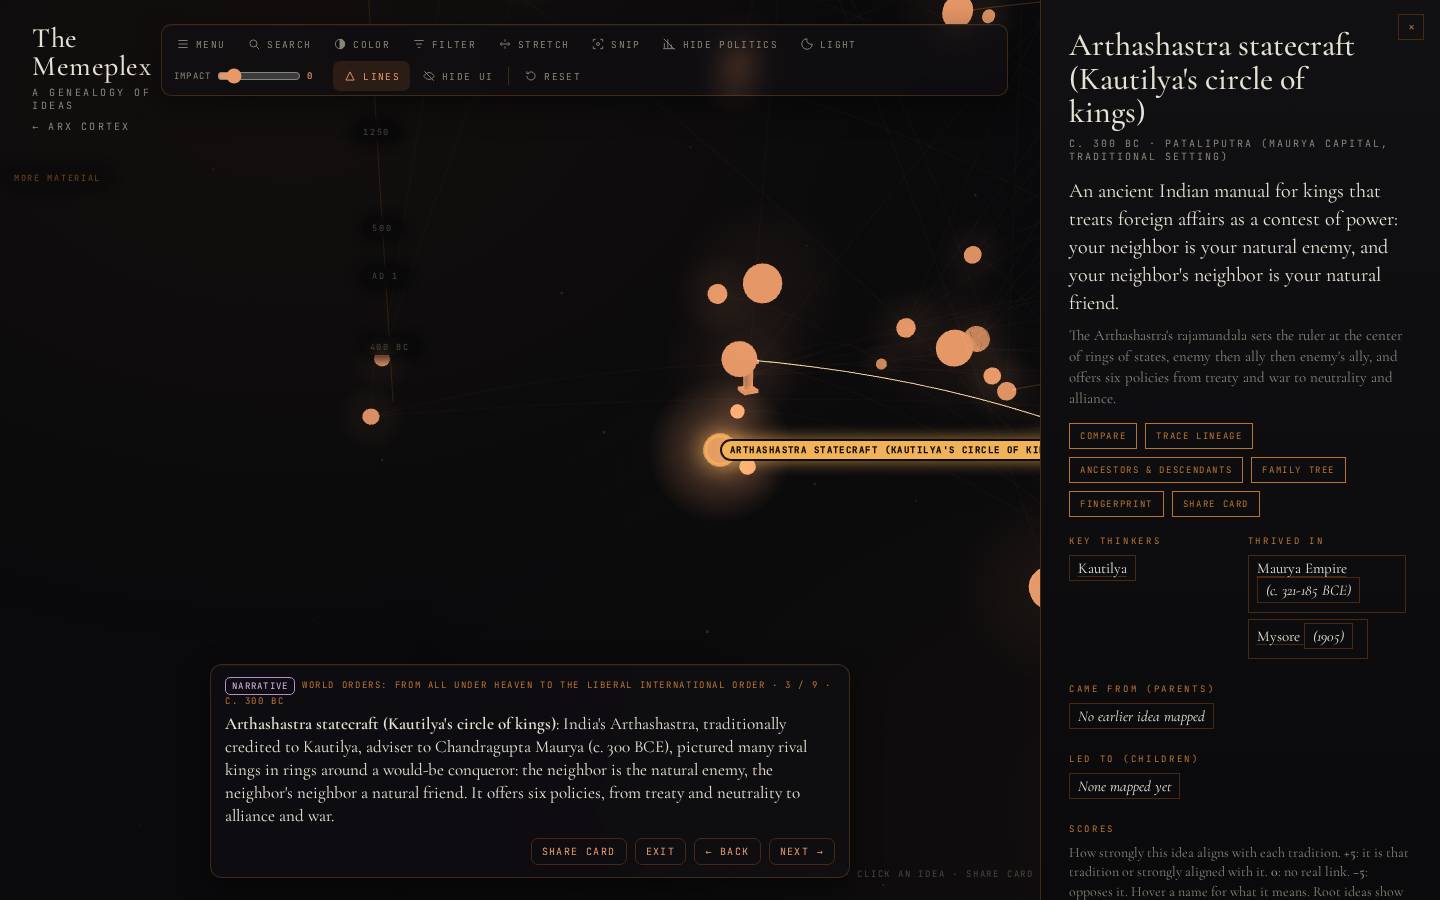 The
Memeplex
A GENEALOGY OF
IDEAS
← ARX CORTEX
MORE MATERIAL
MENU
SEARCH
COLOR
FILTER
STRETCH
SNIP
HIDE POLITICS
LIGHT
IMPACT
0
LINES
HIDE UI
RESET
1250
500
AD 1
400 BC
ARTHASHASTRA STATECRAFT (KAUTILYA'S CIRCLE OF KI
NARRATIVE WORLD ORDERS: FROM ALL UNDER HEAVEN TO THE LIBERAL INTERNATIONAL ORDER · 3 / 9 ·
C. 300 BC
Arthashastra statecraft (Kautilya's circle of kings): India's Arthashastra, traditionally
credited to Kautilya, adviser to Chandragupta Maurya (c. 300 BCE), pictured many rival
kings in rings around a would-be conqueror: the neighbor is the natural enemy, the
neighbor's neighbor a natural friend. It offers six policies, from treaty and neutrality to
alliance and war.
SHARE CARD
EXIT
← BACK
NEXT →
CLICK AN IDEA · SHARE CARD
×
Arthashastra statecraft
(Kautilya's circle of
kings)
C. 300 BC · PATALIPUTRA (MAURYA CAPITAL,
TRADITIONAL SETTING)
An ancient Indian manual for kings that
treats foreign affairs as a contest of power:
your neighbor is your natural enemy, and
your neighbor's neighbor is your natural
friend.
The Arthashastra's rajamandala sets the ruler at the center
of rings of states, enemy then ally then enemy's ally, and
offers six policies from treaty and war to neutrality and
alliance.
COMPARE
TRACE LINEAGE
ANCESTORS & DESCENDANTS
FAMILY TREE
FINGERPRINT
SHARE CARD
KEY THINKERS
Kautilya
THRIVED IN
Maurya Empire
(c. 321-185 BCE)
Mysore (1905)
CAME FROM (PARENTS)
No earlier idea mapped
LED TO (CHILDREN)
None mapped yet
SCORES
How strongly this idea aligns with each tradition. +5: it is that
tradition or strongly aligned with it. 0: no real link. −5:
opposes it. Hover a name for what it means. Root ideas show